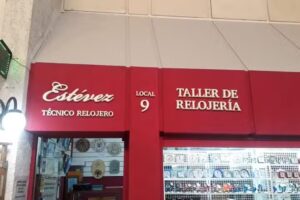 Estévez
TÉCNICO RELOJERO
LOCAL
9
TALLER DE
RELOJERÍA